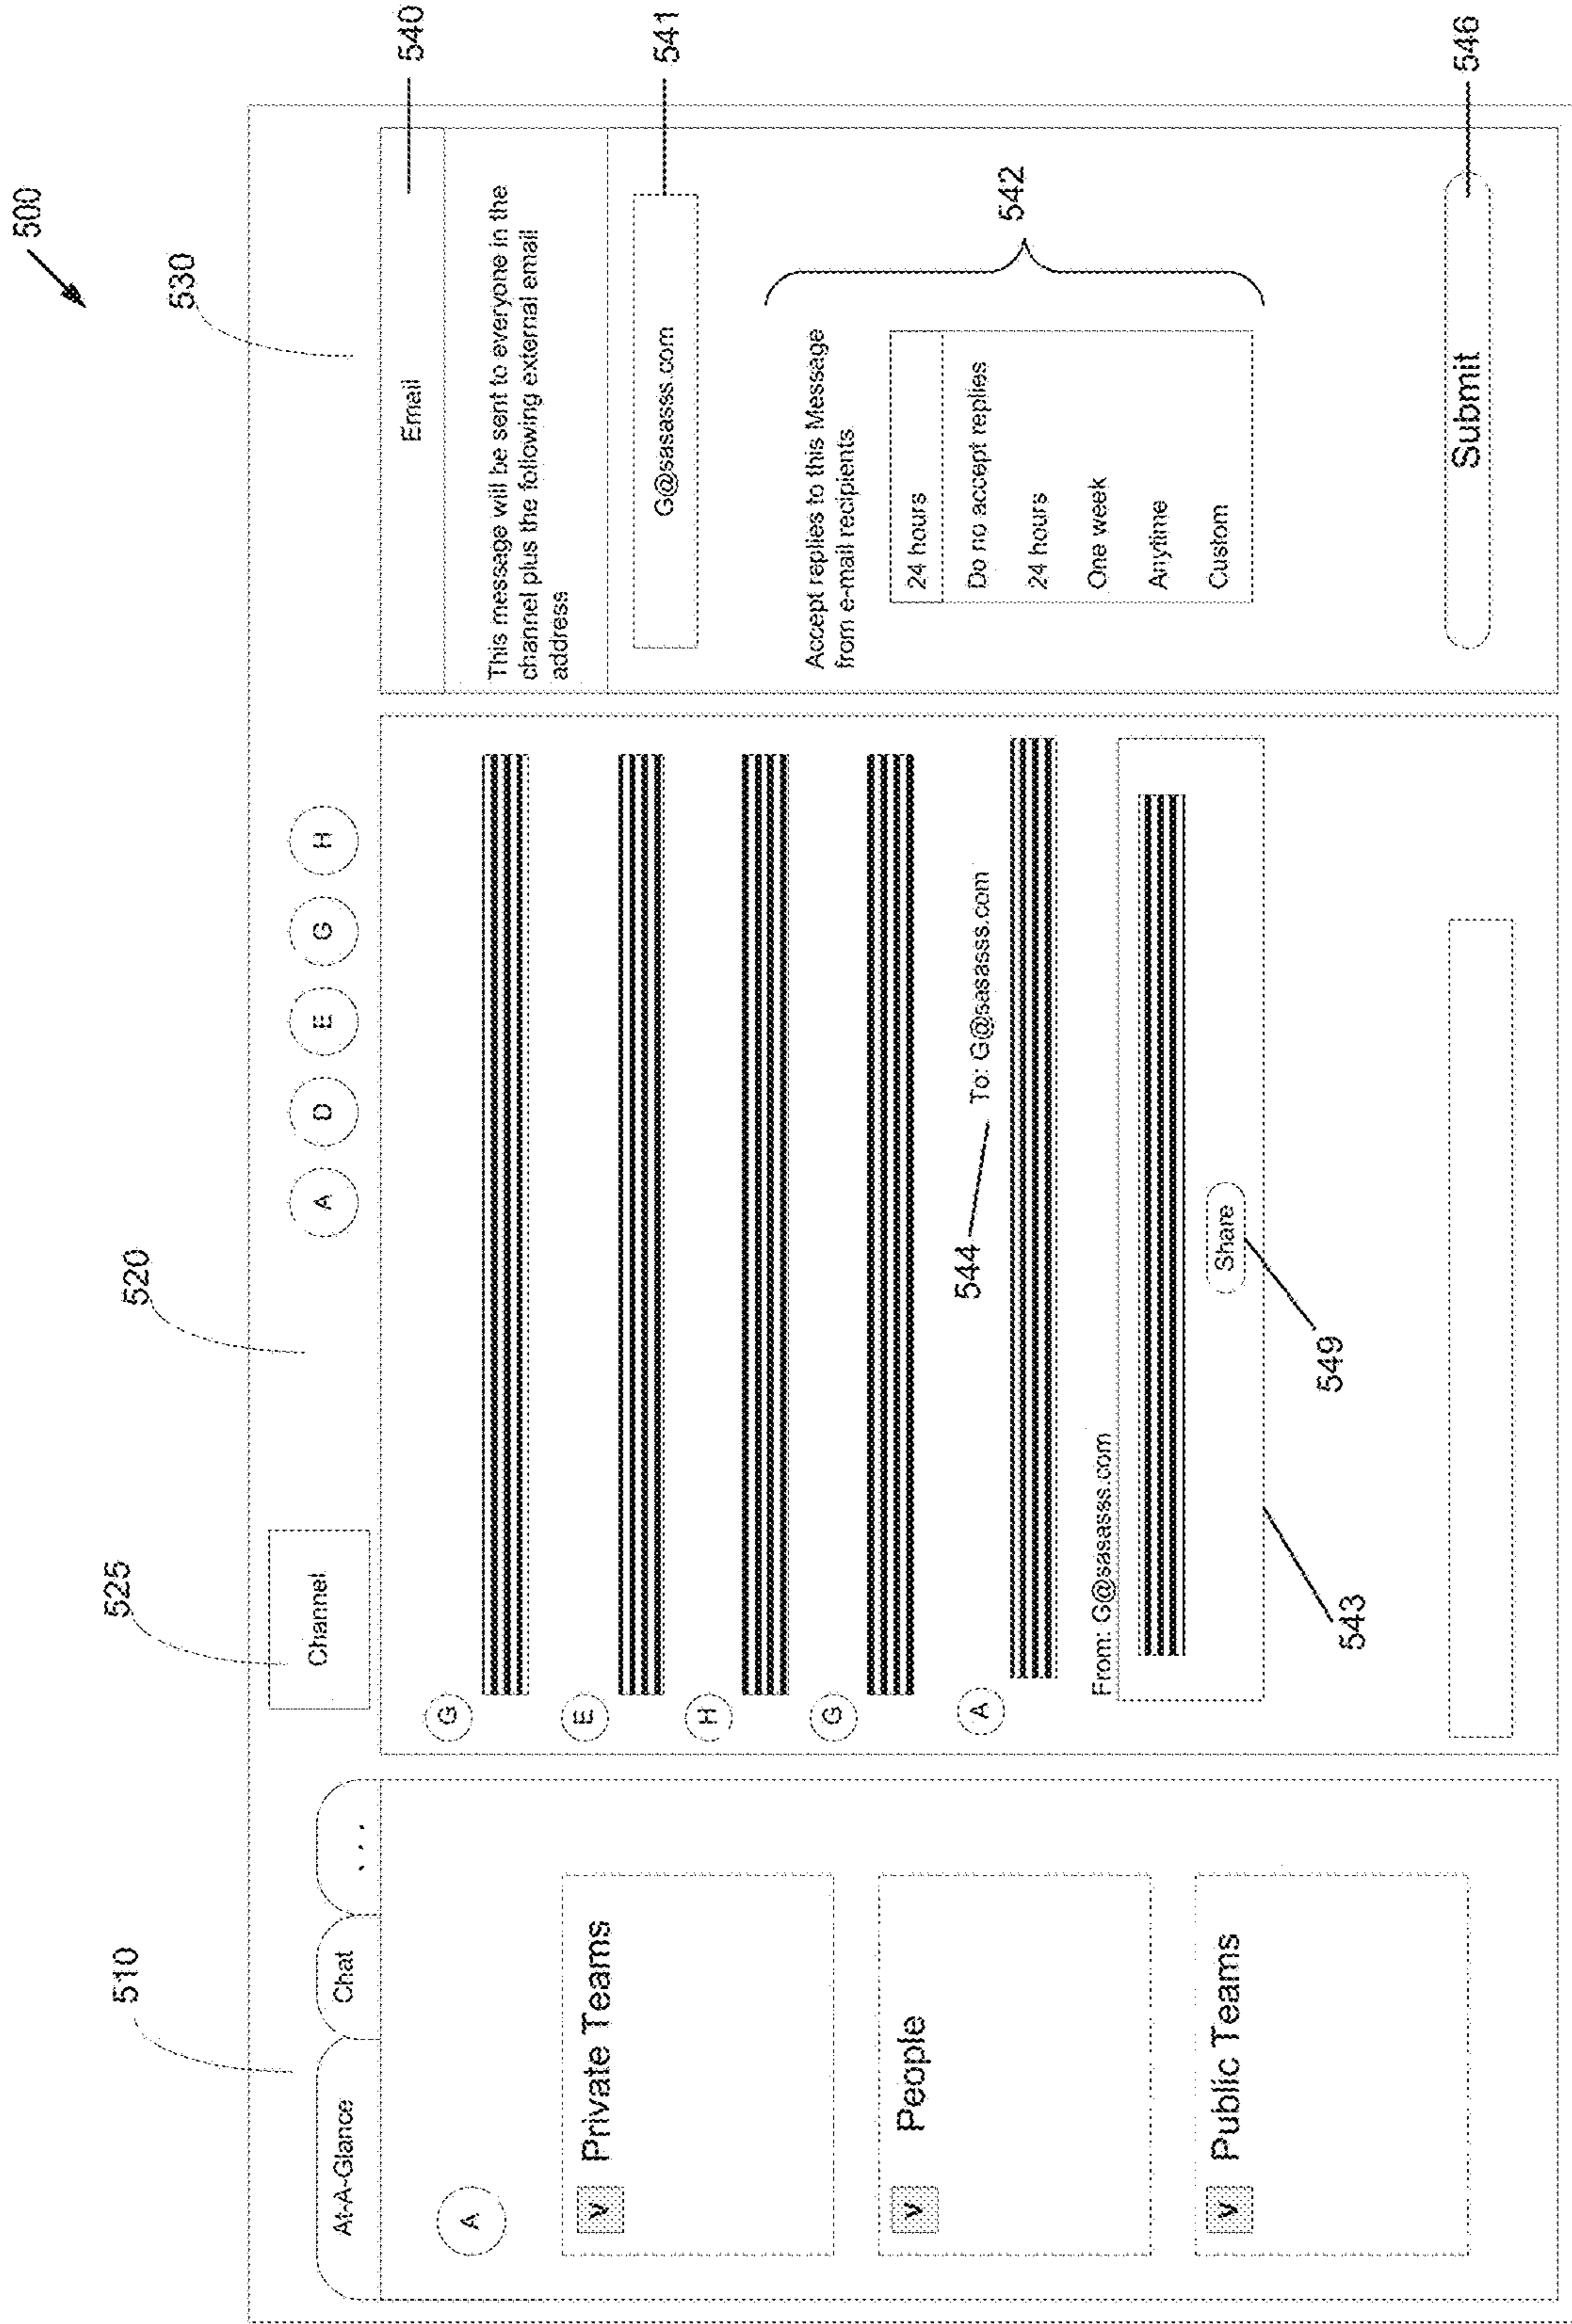 500
510
525
520
530
At-A-Glance
Chat
...
A
V Private Teams
V People
V Public Teams
Channel
A D E G H
G
E
H
G
544 To: G@sasasss.com
A
From: G@sasasss.com
Share
549
543
Email
540
This message will be sent to everyone in the
channel plus the following external email
address
G@sasasss.com
541
Accept replies to this Message
from e-mail recipients
542
24 hours
Do no accept replies
24 hours
One week
Anytime
Custom
Submit
546